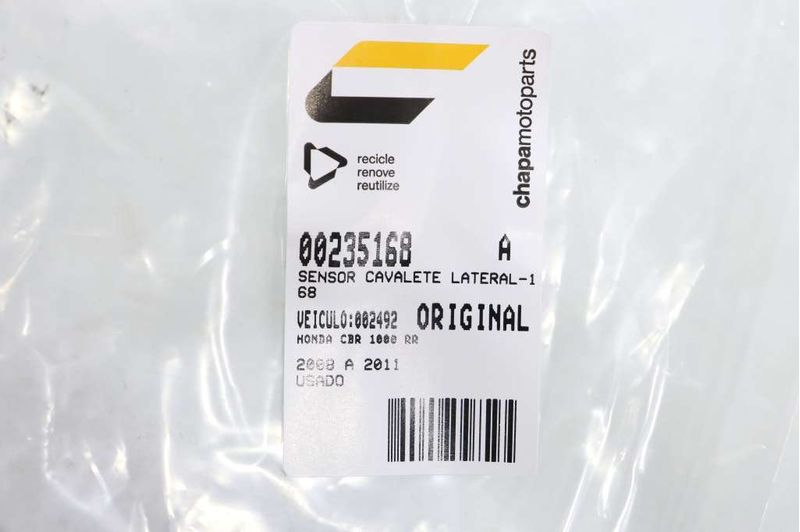 chapamotoparts
recicle
renove
reutilize
00235168 A
SENSOR CAVALETE LATERAL-1
68
VEICULO:002492 ORIGINAL
HONDA CBR 1000 RR
2008 A 2011
USADO